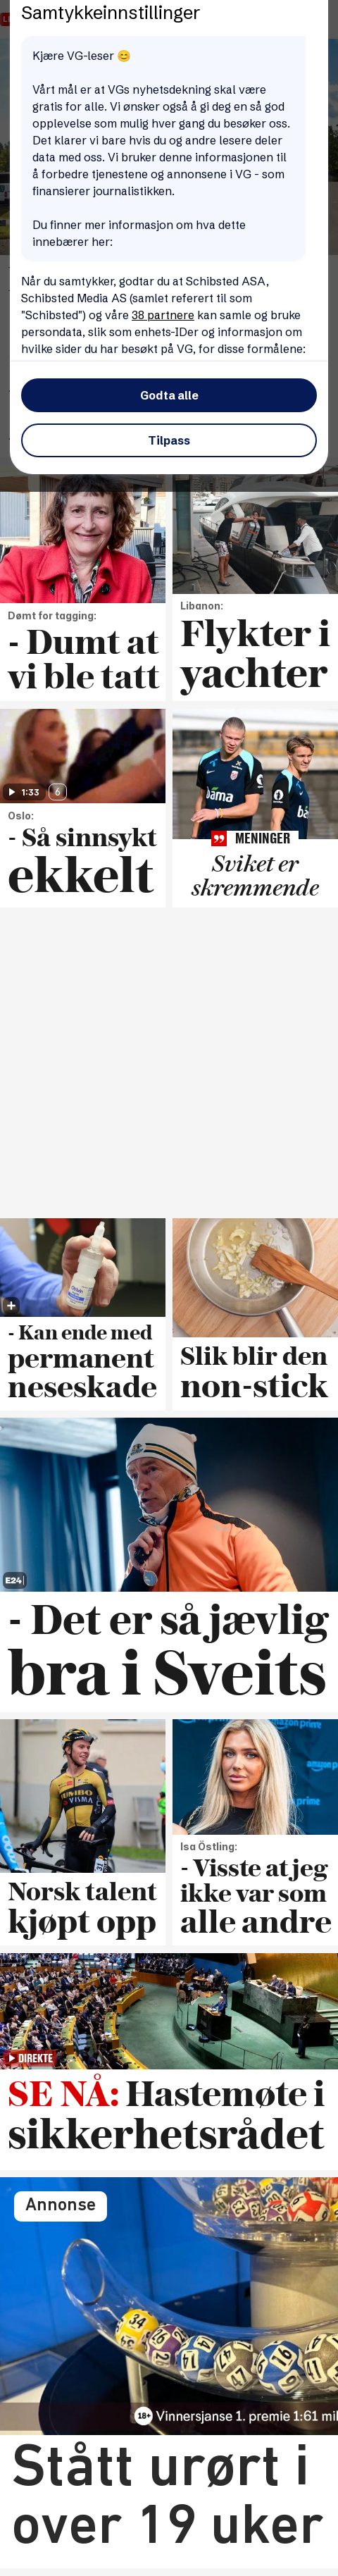 Samtykkeinnstillinger
Kjære VG-leser 😊
Vårt mål er at VGs nyhetsdekning skal være
gratis for alle. Vi ønsker også å gi deg en så god
opplevelse som mulig hver gang du besøker oss.
Det klarer vi bare hvis du og andre lesere deler
data med oss. Vi bruker denne informasjonen til
å forbedre tjenestene og annonsene i VG - som
finansierer journalistikken.
Du finner mer informasjon om hva dette
innebærer her:
Når du samtykker, godtar du at Schibsted ASA,
Schibsted Media AS (samlet referert til som
"Schibsted") og våre 38 partnere kan samle og bruke
persondata, slik som enhets-IDer og informasjon om
hvilke sider du har besøkt på VG, for disse formålene:
Godta alle
Tilpass
Dømt for tagging:
- Dumt at
vi ble tatt
Libanon:
Flykter i
yachter
1:33 6
Oslo:
- Så sinnsykt
ekkelt
bama
bama
MENINGER
Sviket er
skremmende
- Kan ende med
permanent
neseskade
Slik blir den
non-stick
E24
- Det er så jævlig
bra i Sveits
JUMBO
VISMA
Norsk talent
kjøpt opp
amazon prime
prime
Isa Östling:
- Visste at jeg
ikke var som
alle andre
DIREKTE
SE NÅ: Hastemøte i
sikkerhetsrådet
Annonse
34
18+ Vinnersjanse 1. premie 1:61 mil
Stått urørt i
over 19 uker